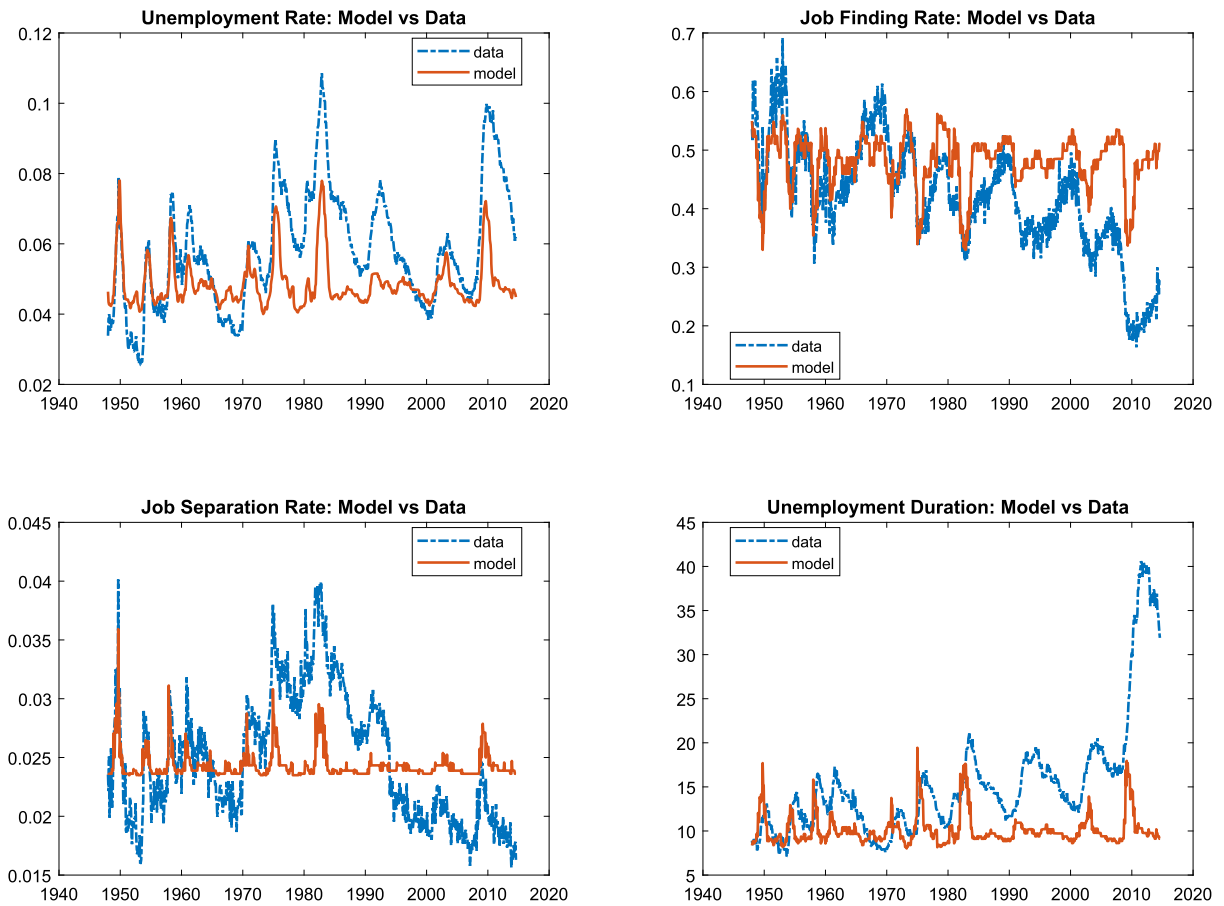 Unemployment Rate: Model vs Data
0.12
0.1
0.08
0.06
0.04
0.02
1940 1950 1960 1970 1980 1990 2000 2010 2020
data
model
Job Finding Rate: Model vs Data
0.7
0.6
0.5
0.4
0.3
0.2
0.1
1940 1950 1960 1970 1980 1990 2000 2010 2020
data
model
Job Separation Rate: Model vs Data
0.045
0.04
0.035
0.03
0.025
0.02
0.015
1940 1950 1960 1970 1980 1990 2000 2010 2020
data
model
Unemployment Duration: Model vs Data
45
40
35
30
25
20
15
10
5
1940 1950 1960 1970 1980 1990 2000 2010 2020
data
model